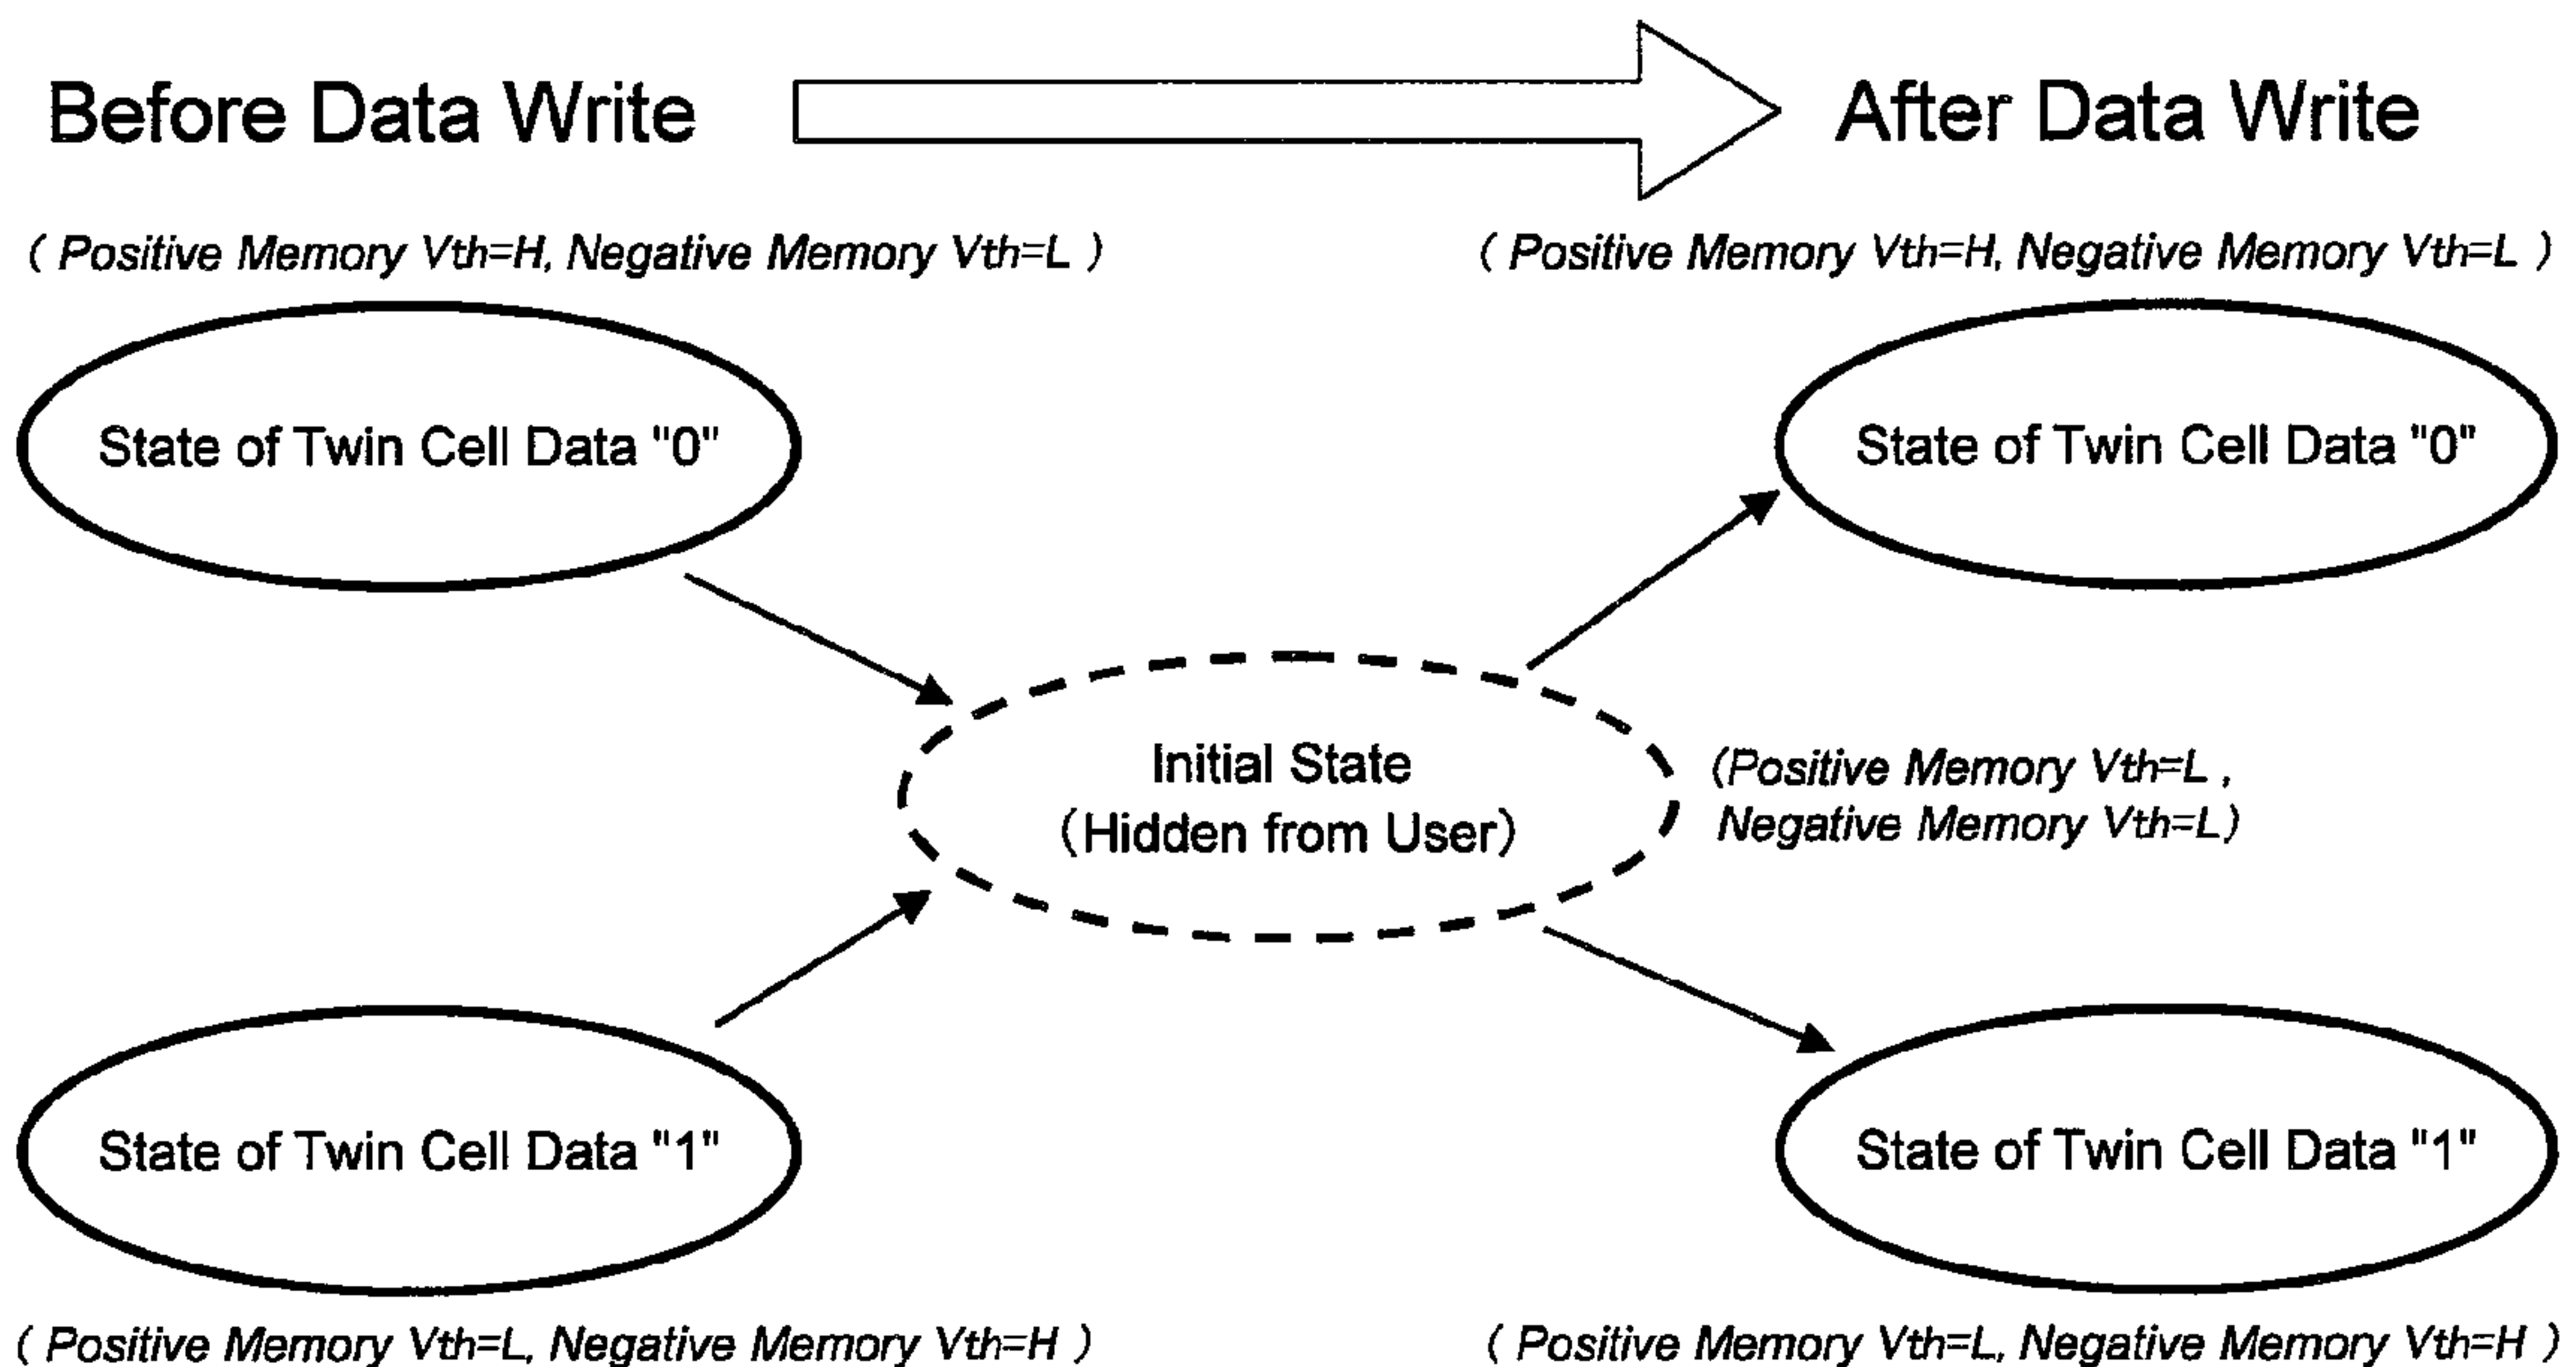 Before Data Write
After Data Write
( Positive Memory Vth=H, Negative Memory Vth=L )
( Positive Memory Vth=H, Negative Memory Vth=L )
State of Twin Cell Data "0"
State of Twin Cell Data "0"
Initial State
(Hidden from User)
(Positive Memory Vth=L ,
Negative Memory Vth=L)
State of Twin Cell Data "1"
State of Twin Cell Data "1"
( Positive Memory Vth=L, Negative Memory Vth=H )
( Positive Memory Vth=L, Negative Memory Vth=H )